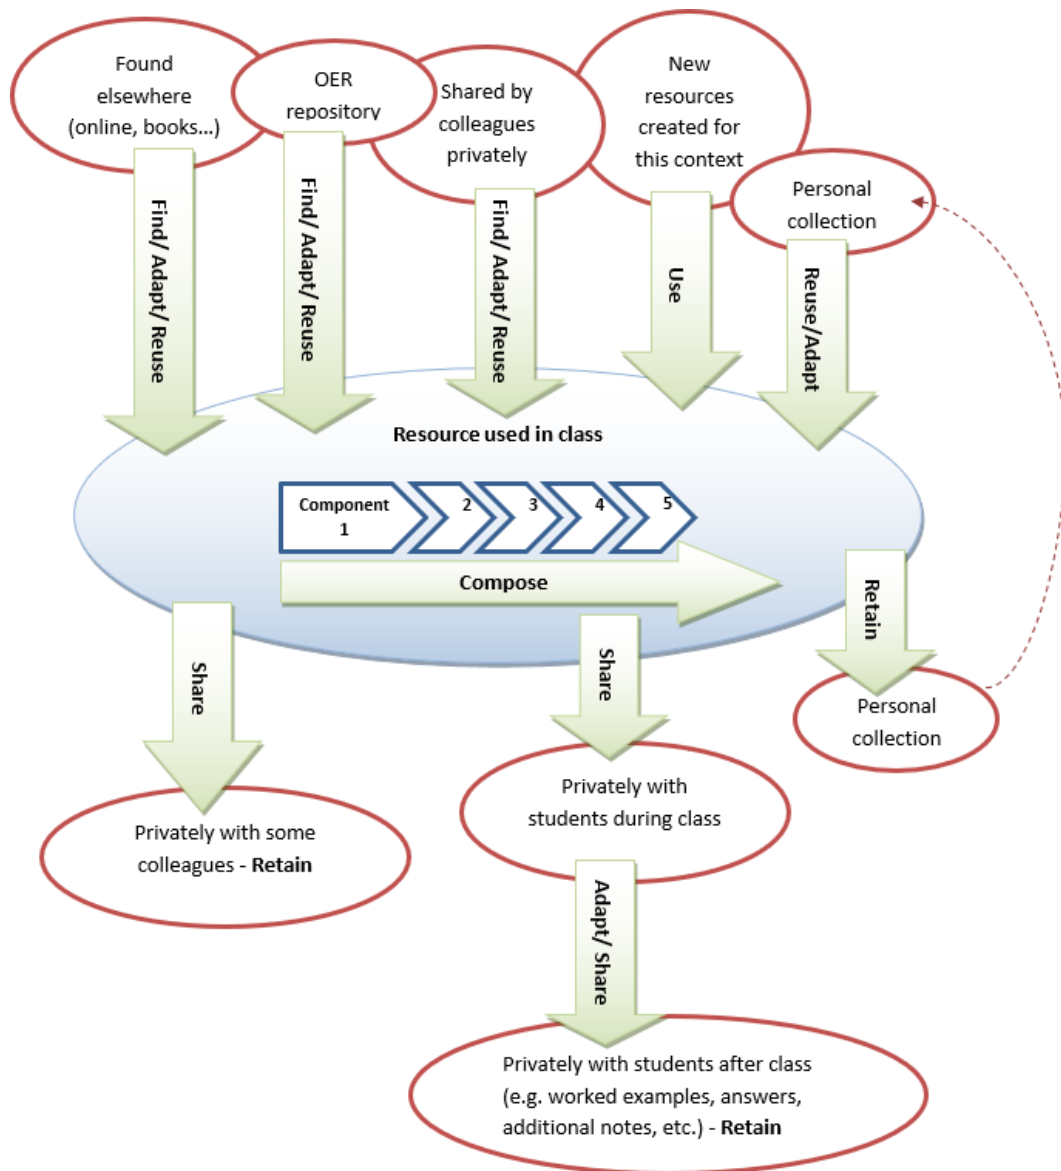 Found
elsewhere
(online, books...)
OER
repository
Shared by
colleagues
privately
New
resources
created for
this context
Personal
collection
Find/ Adapt/ Reuse
Find/ Adapt/ Reuse
Find/ Adapt/ Reuse
Use
Reuse/Adapt
Resource used in class
Component
1
2
3
4
5
Compose
Share
Share
Retain
Personal
collection
Privately with
students during class
Privately with some
colleagues - Retain
Adapt/ Share
Privately with students after class
(e.g. worked examples, answers,
additional notes, etc.) - Retain